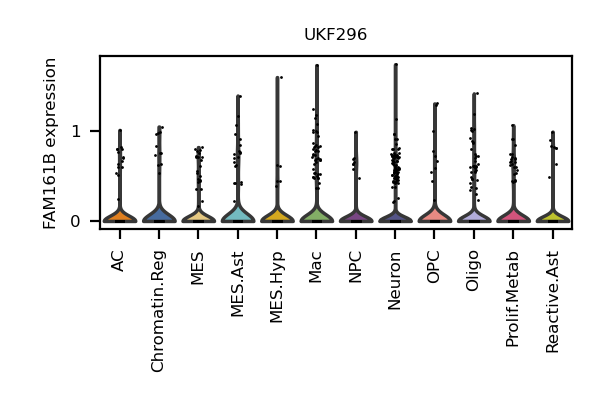 UKF296
FAM161B expression
1
0
AC
Chromatin.Reg
MES
MES.Ast
MES.Hyp
Mac
NPC
Neuron
OPC
Oligo
Prolif.Metab
Reactive.Ast